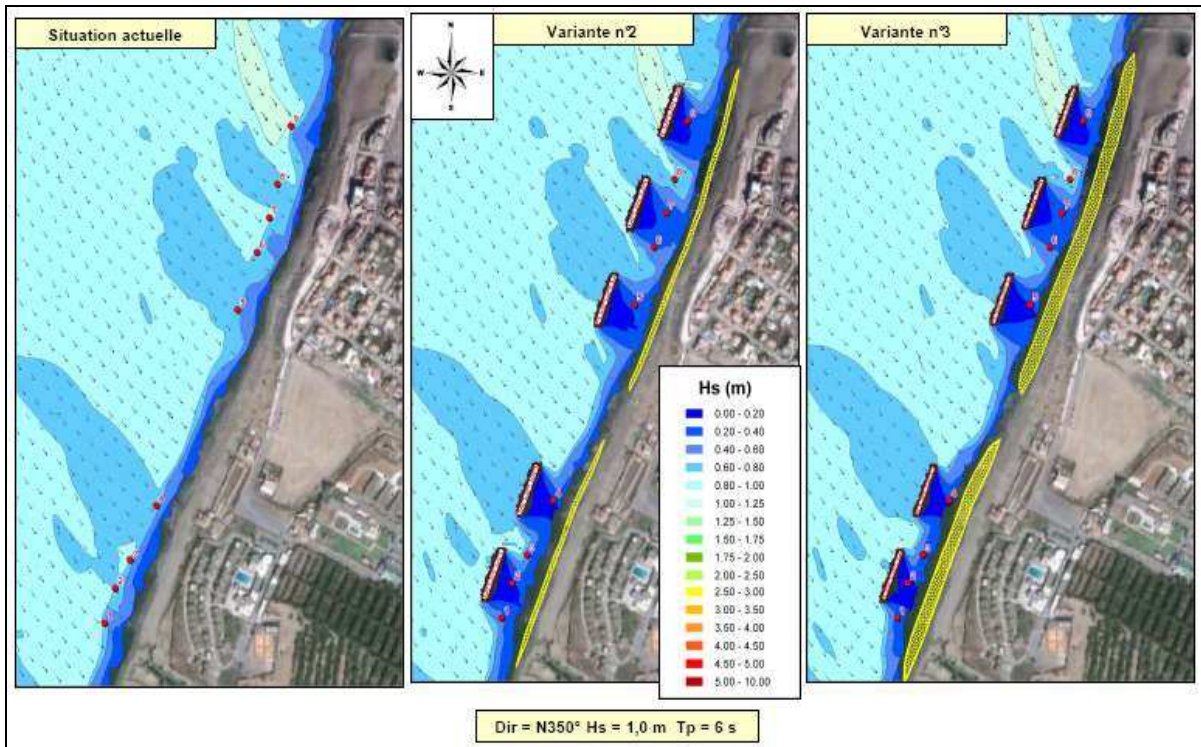 Situation actuelle
Variante n°2
Variante n°3
N
W
E
S
Hs (m)
0.00 - 0.20
0.20 - 0.40
0.40 - 0.60
0.60 - 0.80
0.80 - 1.00
1.00 - 1.25
1.25 - 1.50
1.50 - 1.75
1.75 - 2.00
2.00 - 2.50
2.50 - 3.00
3.00 - 3.50
3.50 - 4.00
4.00 - 4.50
4.50 - 5.00
5.00 - 10.00
Dir = N350° Hs = 1,0 m Tp = 6 s